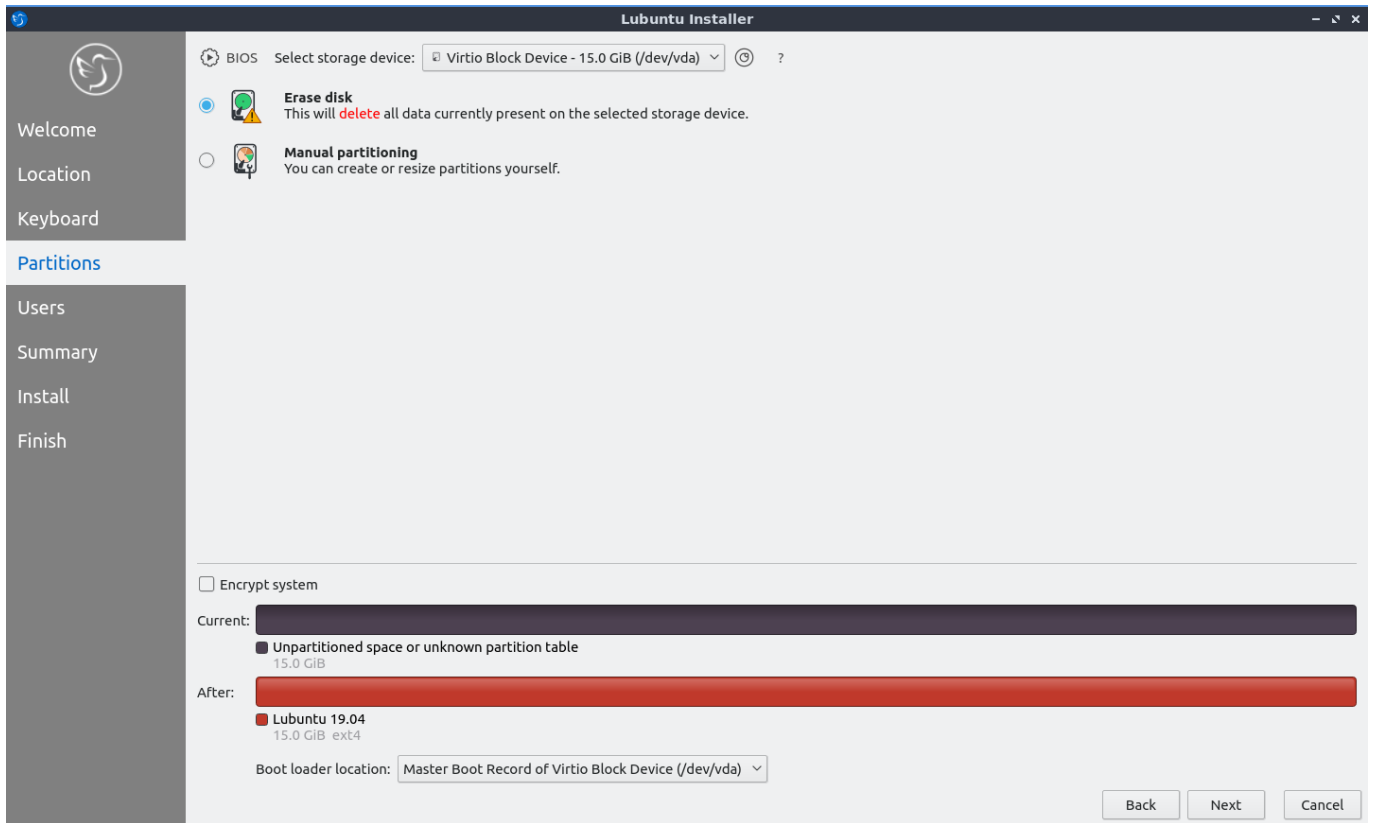 Lubuntu Installer
BIOS Select storage device: Virtio Block Device - 15.0 GiB (/dev/vda) ?
Welcome
Location
Keyboard
Partitions
Users
Summary
Install
Finish
Erase disk
This will delete all data currently present on the selected storage device.
Manual partitioning
You can create or resize partitions yourself.
Encrypt system
Current:
Unpartitioned space or unknown partition table
15.0 GiB
After:
Lubuntu 19.04
15.0 GiB ext4
Boot loader location: Master Boot Record of Virtio Block Device (/dev/vda)
Back Next Cancel